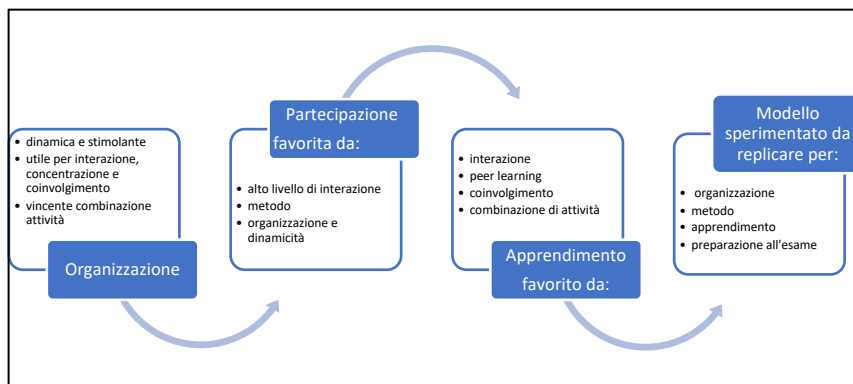 • dinamica e stimolante
• utile per interazione,
concentrazione e
coinvolgimento
• vincente combinazione
attività
Organizzazione
Partecipazione
favorita da:
• alto livello di interazione
• metodo
• organizzazione e
dinamicità
• interazione
• peer learning
• coinvolgimento
• combinazione di attività
Apprendimento
favorito da:
Modello
sperimentato da
replicare per:
• organizzazione
• metodo
• apprendimento
• preparazione all'esame